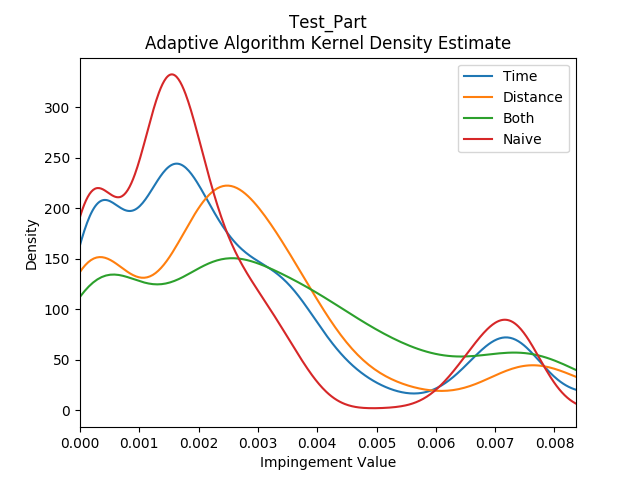 Test_Part
Adaptive Algorithm Kernel Density Estimate
Time
Distance
Both
Naive
300
250
200
150
100
50
0
Density
0.000 0.001 0.002 0.003 0.004 0.005 0.006 0.007 0.008
Impingement Value